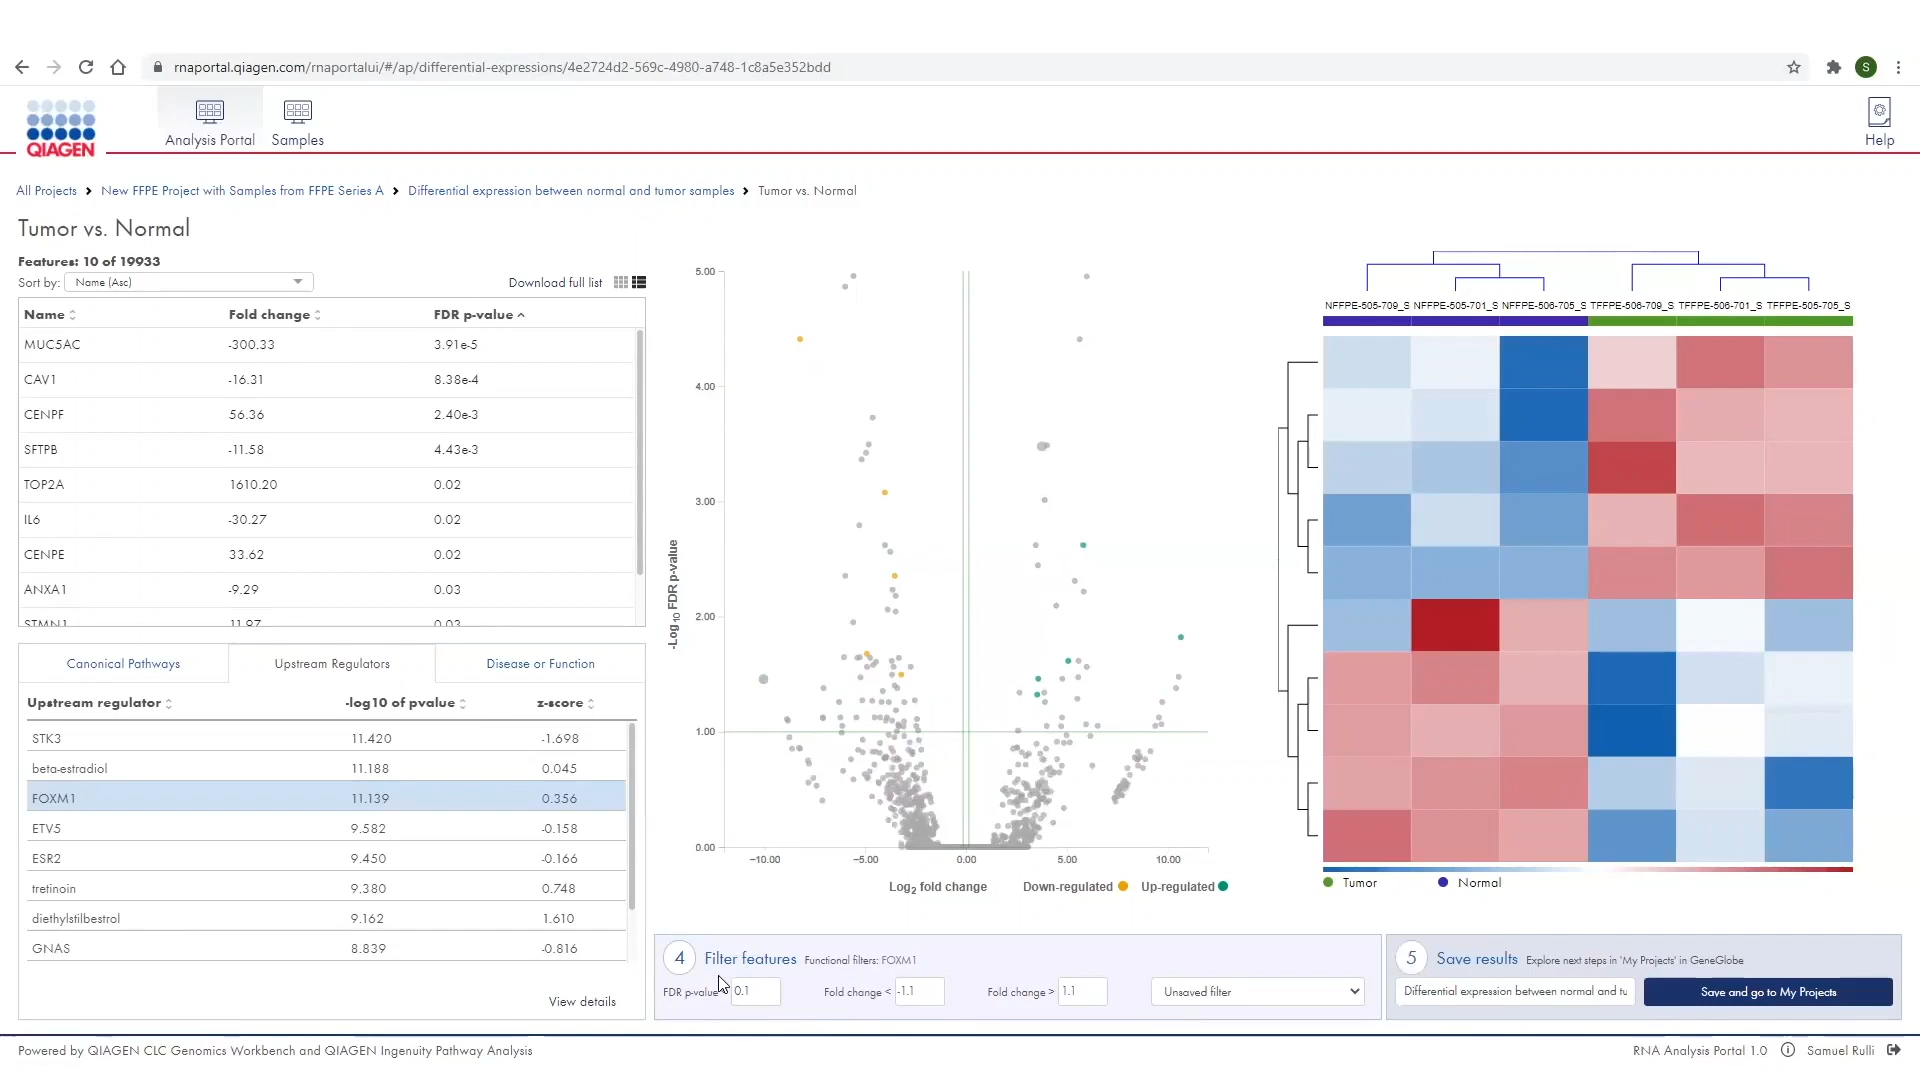 rnaportal.qiagen.com/rnaportalui/#/ap/differential-expressions/4e2724d2-569c-4980-a748-1c8a5e352bdd
S
QIAGEN
Analysis Portal
Samples
Help
All Projects > New FFPE Project with Samples from FFPE Series A > Differential expression between normal and tumor samples > Tumor vs. Normal
Tumor vs. Normal
Features: 10 of 19933
Sort by: Name (Asc)
Download full list
Name Fold change FDR p-value
MUC5AC -300.33 3.91e-5
CAV1 -16.31 8.38e-4
CENPF 56.36 2.40e-3
SFTPB -11.58 4.43e-3
TOP2A 1610.20 0.02
IL6 -30.27 0.02
CENPE 33.62 0.02
ANXA1 -9.29 0.03
STMN1 11.97 0.03
Canonical Pathways
Upstream Regulators
Disease or Function
Upstream regulator -log10 of pvalue z-score
STK3 11.420 -1.698
beta-estradiol 11.188 0.045
FOXM1 11.139 0.356
ETV5 9.582 -0.158
ESR2 9.450 -0.166
tretinoin 9.380 0.748
diethylstilbestrol 9.162 1.610
GNAS 8.839 -0.816
View details
5.00
4.00
3.00
2.00
1.00
0.00
-Log10 FDR p-value
-10.00 -5.00 0.00 5.00 10.00
Log2 fold change
Down-regulated
Up-regulated
NFFPE-505-709_S NFFPE-505-701_S NFFPE-506-705_S TFFPE-506-709_S TFFPE-506-701_S TFFPE-505-705_S
Tumor
Normal
4 Filter features Functional filters: FOXM1
FDR p-value 0.1
Fold change < -1.1
Fold change > 1.1
Unsaved filter
5 Save results Explore next steps in 'My Projects' in GeneGlobe
Differential expression between normal and tu
Save and go to My Projects
Powered by QIAGEN CLC Genomics Workbench and QIAGEN Ingenuity Pathway Analysis
RNA Analysis Portal 1.0
Samuel Rulli